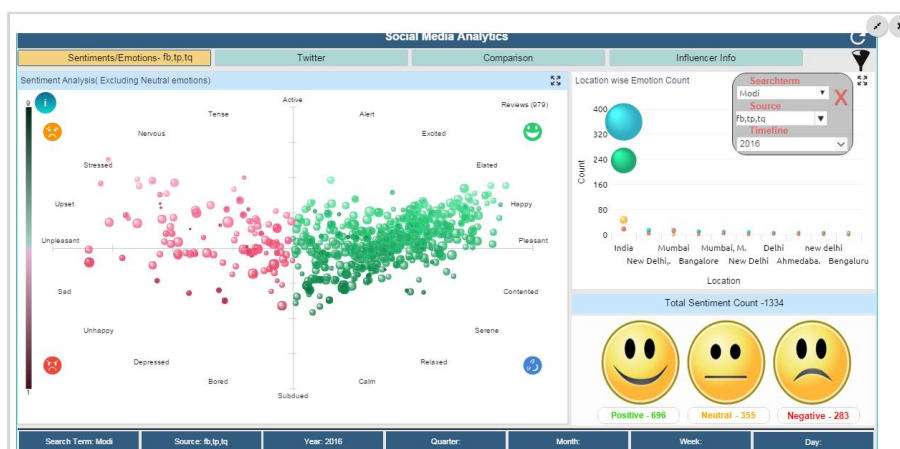 Social Media Analytics
Sentiments/Emotions- fb,tp,tq
Twitter
Comparison
Influencer Info
Sentiment Analysis( Excluding Neutral emotions)
9
i
Active
Reviews (979)
Tense
Alert
Nervous
Excited
Stressed
Elated
Upset
Happy
Unpleasant
Pleasant
Sad
Contented
Unhappy
Serene
Depressed
Relaxed
Bored
Calm
Subdued
1
Location wise Emotion Count
Searchterm
Modi
X
Source
fb,tp,tq
Timeline
2016
Count
400
320
240
160
80
0
India
Mumbai
Mumbai, M.
Delhi
new delhi
New Delhi,.
Bangalore
New Delhi
Ahmedaba.
Bengaluru
Location
Total Sentiment Count -1334
Positive - 696
Neutral - 355
Negative - 283
Search Term: Modi
Source: fb,tp,tq
Year: 2016
Quarter:
Month:
Week:
Day: